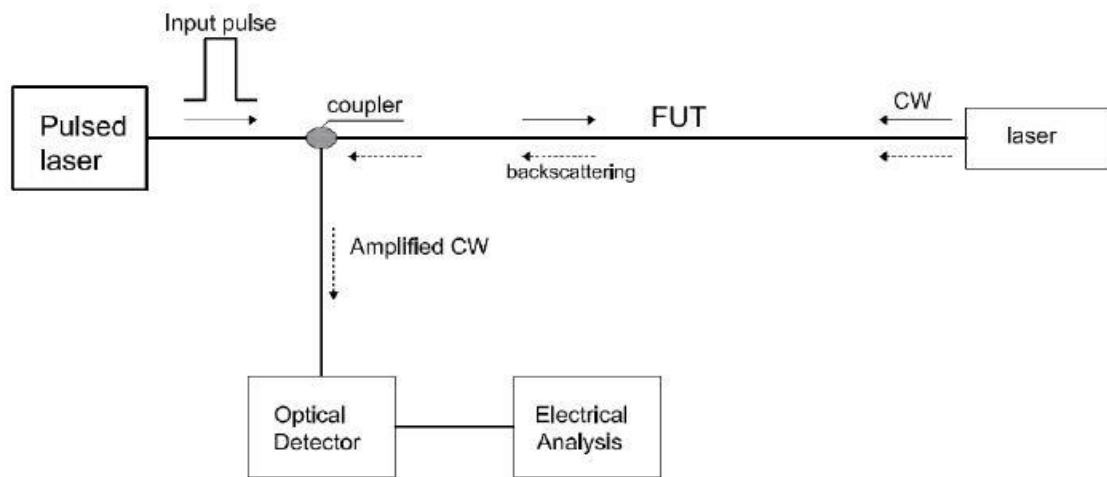 Input pulse
Pulsed
laser
coupler
FUT
CW
laser
backscattering
Amplified CW
Optical
Detector
Electrical
Analysis